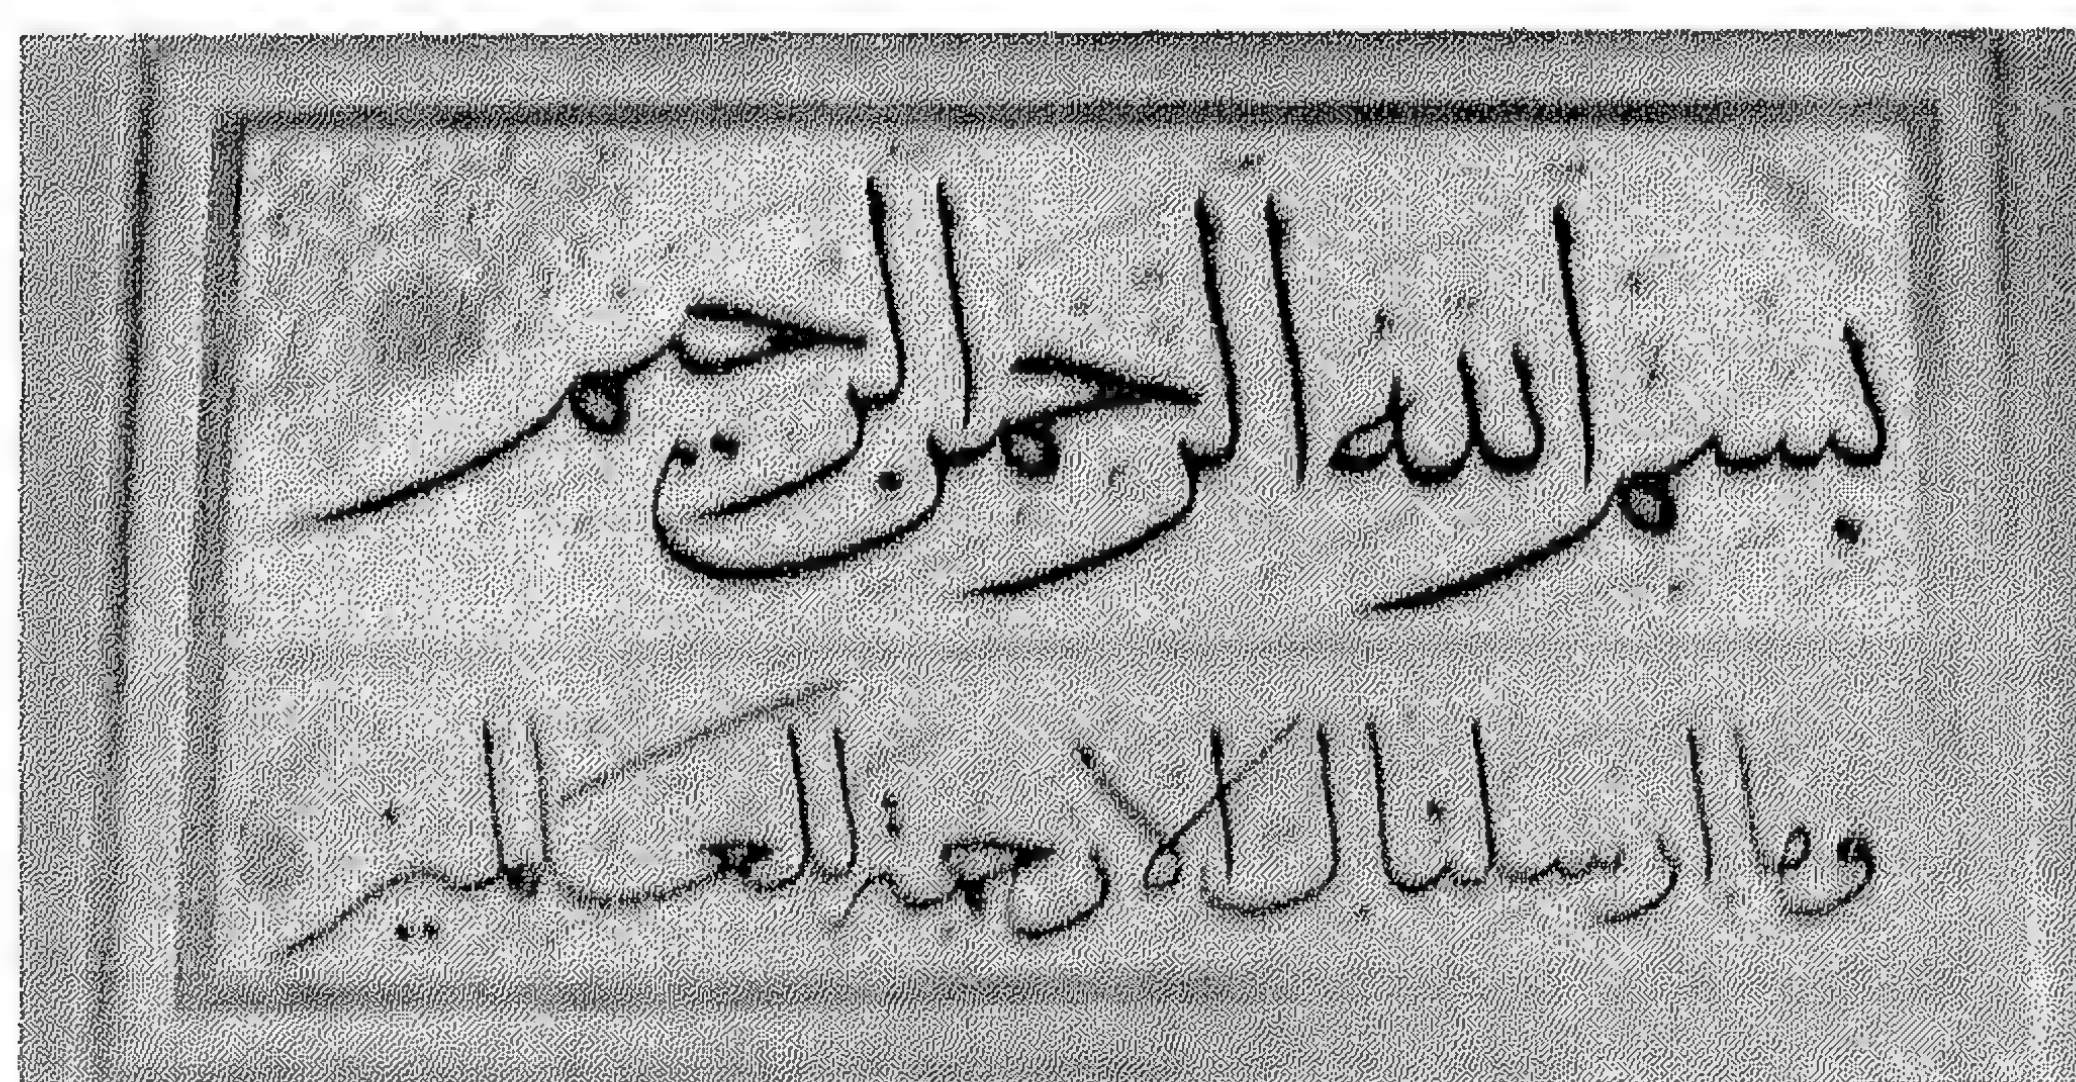 بسم الله الرحمن الرحيم
وما ارسلناك الا رحمة للعالمين